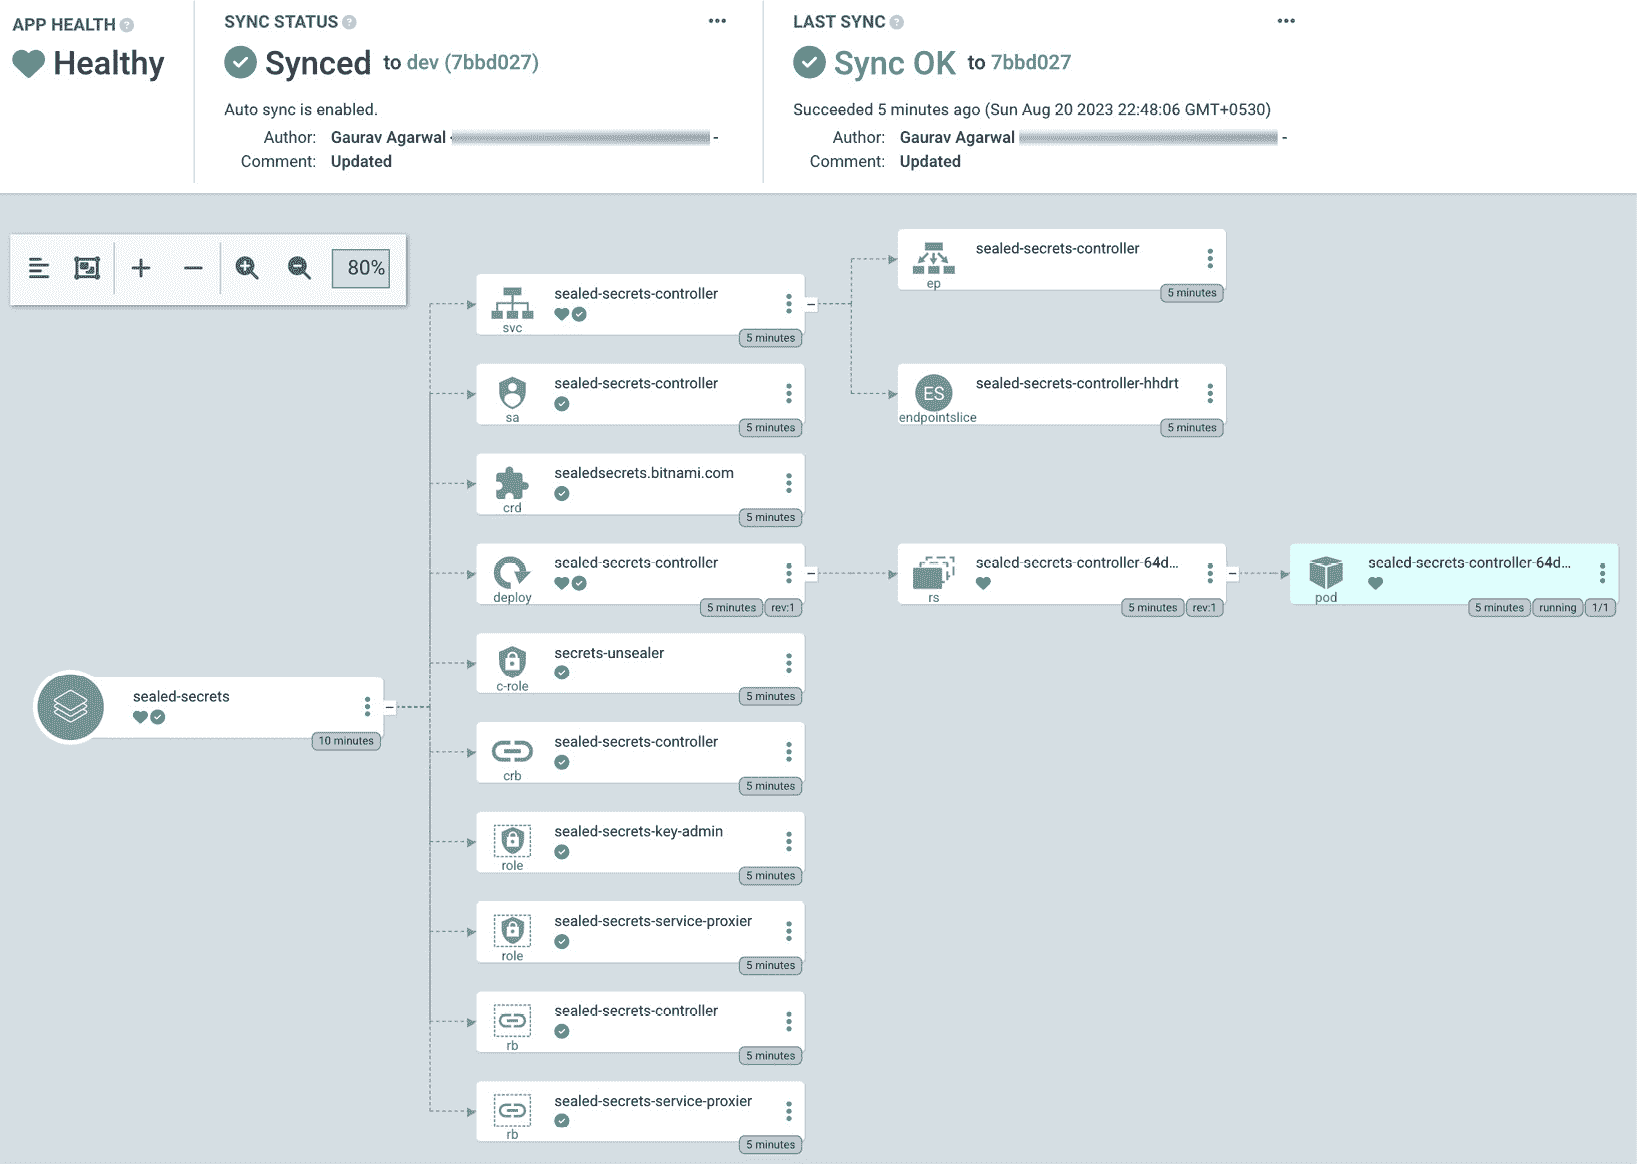 APP HEALTH ?
Healthy
SYNC STATUS ?
Synced to dev (7bbd027)
Auto sync is enabled.
Author: Gaurav Agarwal -
Comment: Updated
LAST SYNC ?
Sync OK to 7bbd027
Succeeded 5 minutes ago (Sun Aug 20 2023 22:48:06 GMT+0530)
Author: Gaurav Agarwal -
Comment: Updated
80%
sealed-secrets
10 minutes
sealed-secrets-controller
svc
5 minutes
sealed-secrets-controller
ep
5 minutes
sealed-secrets-controller-hhdrt
ES
endpointslice
5 minutes
sealed-secrets-controller
sa
5 minutes
sealedsecrets.bitnami.com
crd
5 minutes
sealed-secrets-controller
deploy
5 minutes rev:1
sealed-secrets-controller-64d...
rs
5 minutes rev:1
sealed-secrets-controller-64d...
pod
5 minutes running 1/1
secrets-unsealer
c-role
5 minutes
sealed-secrets-controller
crb
5 minutes
sealed-secrets-key-admin
role
5 minutes
sealed-secrets-service-proxier
role
5 minutes
sealed-secrets-controller
rb
5 minutes
sealed-secrets-service-proxier
rb
5 minutes